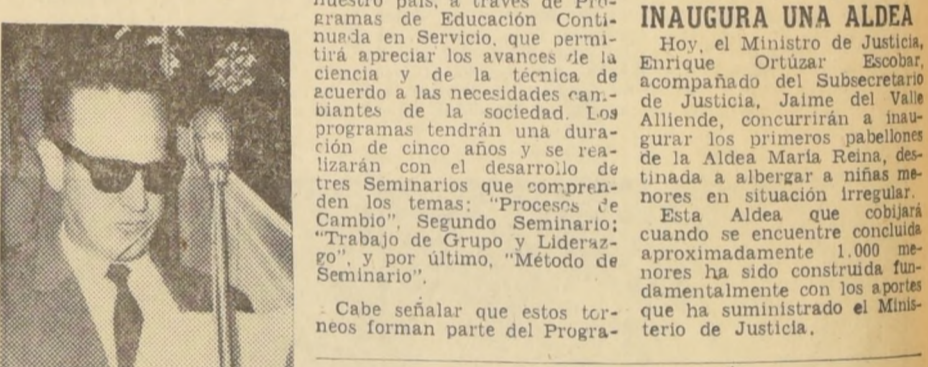 nuestro país, a través de Pro-
gramas de Educación Conti-
nuada en Servicio, que permi-
tirá apreciar los avances de la
ciencia y de la técnica de
acuerdo a las necesidades cam-
biantes de la sociedad. Los
programas tendrán una dura-
ción de cinco años y se rea-
lizarán con el desarrollo de
tres Seminarios que compren-
den los temas: "Procesos de
Cambio", Segundo Seminario;
"Trabajo de Grupo y Lideraz-
go", y por último, "Método de
Seminario".
Cabe señalar que estos tor-
neos forman parte del Progra-
INAUGURA UNA ALDEA
Hoy, el Ministro de Justicia,
Enrique Ortúzar Escobar,
acompañado del Subsecretario
de Justicia, Jaime del Valle
Alliende, concurrirán a inau-
gurar los primeros pabellones
de la Aldea María Reina, des-
tinada a albergar a niñas me-
nores en situación irregular.
Esta Aldea que cobijará
cuando se encuentre concluida
aproximadamente 1.000 me-
nores ha sido construida fun-
damentalmente con los aportes
que ha suministrado el Minis-
terio de Justicia.